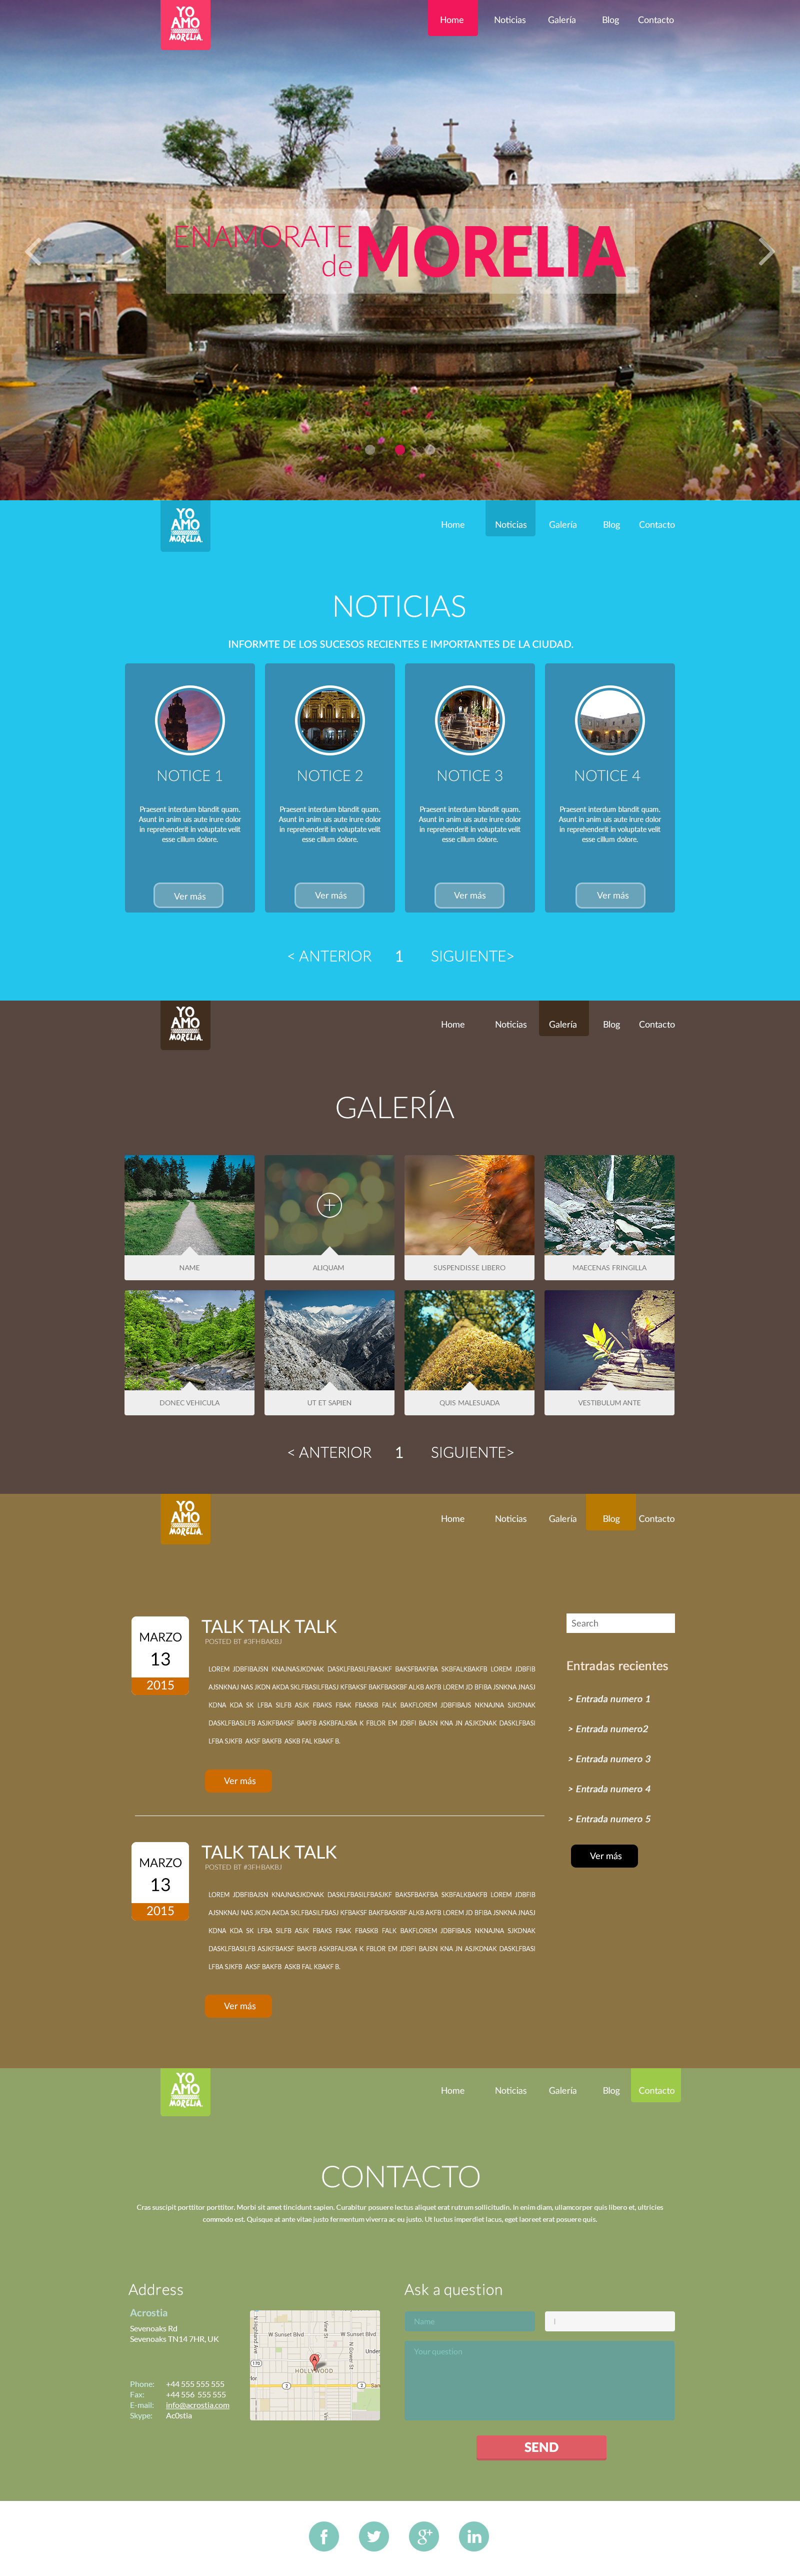 YO
AMO
MORELIA.
Home Noticias Galería Blog Contacto
ENAMORATE
de MORELIA
YO
AMO
MORELIA.
Home Noticias Galería Blog Contacto
NOTICIAS
INFORMTE DE LOS SUCESOS RECIENTES E IMPORTANTES DE LA CIUDAD.
NOTICE 1
Praesent interdum blandit quam.
Asunt in anim uis aute irure dolor
in reprehenderit in voluptate velit
esse cillum dolore.
Ver más
NOTICE 2
Praesent interdum blandit quam.
Asunt in anim uis aute irure dolor
in reprehenderit in voluptate velit
esse cillum dolore.
Ver más
NOTICE 3
Praesent interdum blandit quam.
Asunt in anim uis aute irure dolor
in reprehenderit in voluptate velit
esse cillum dolore.
Ver más
NOTICE 4
Praesent interdum blandit quam.
Asunt in anim uis aute irure dolor
in reprehenderit in voluptate velit
esse cillum dolore.
Ver más
< ANTERIOR 1 SIGUIENTE>
YO
AMO
MORELIA.
Home Noticias Galería Blog Contacto
GALERÍA
NAME ALIQUAM SUSPENDISSE LIBERO MAECENAS FRINGILLA
DONEC VEHICULA UT ET SAPIEN QUIS MALESUADA VESTIBULUM ANTE
< ANTERIOR 1 SIGUIENTE>
YO
AMO
MORELIA.
Home Noticias Galería Blog Contacto
MARZO
13
2015
TALK TALK TALK
POSTED BT #3FHBAKBJ
LOREM JDBFIBAJSN KNAJNASJKDNAK DASKLFBASILFBASJKF BAKSFBAKFBA SKBFALKBAKFB LOREM JDBFIB
AJSNKNAJ NAS JKDN AKDA SKLFBASILFBASJ KFBAKSF BAKFBASKBF ALKB AKFB LOREM JD BFIBA JSNKNA JNASJ
KDNA KDA SK LFBA SILFB ASJK FBAKS FBAK FBASKB FALK BAKFLOREM JDBFIBAJS NKNAJNA SJKDNAK
DASKLFBASILFB ASJKFBAKSF BAKFB ASKBFALKBA K FBLOR EM JDBFI BAJSN KNA JN ASJKDNAK DASKLFBASI
LFBA SJKFB AKSF BAKFB ASKB FAL KBAKF B.
Ver más
MARZO
13
2015
TALK TALK TALK
POSTED BT #3FHBAKBJ
LOREM JDBFIBAJSN KNAJNASJKDNAK DASKLFBASILFBASJKF BAKSFBAKFBA SKBFALKBAKFB LOREM JDBFIB
AJSNKNAJ NAS JKDN AKDA SKLFBASILFBASJ KFBAKSF BAKFBASKBF ALKB AKFB LOREM JD BFIBA JSNKNA JNASJ
KDNA KDA SK LFBA SILFB ASJK FBAKS FBAK FBASKB FALK BAKFLOREM JDBFIBAJS NKNAJNA SJKDNAK
DASKLFBASILFB ASJKFBAKSF BAKFB ASKBFALKBA K FBLOR EM JDBFI BAJSN KNA JN ASJKDNAK DASKLFBASI
LFBA SJKFB AKSF BAKFB ASKB FAL KBAKF B.
Ver más
Search
Entradas recientes
> Entrada numero 1
> Entrada numero2
> Entrada numero 3
> Entrada numero 4
> Entrada numero 5
Ver más
YO
AMO
MORELIA.
Home Noticias Galería Blog Contacto
CONTACTO
Cras suscipit porttitor porttitor. Morbi sit amet tincidunt sapien. Curabitur posuere lectus aliquet erat rutrum sollicitudin. In enim diam, ullamcorper quis libero et, ultricies
commodo est. Quisque at ante vitae justo fermentum viverra ac eu justo. Ut luctus imperdiet lacus, eget laoreet erat posuere quis.
Address
Acrostia
Sevenoaks Rd
Sevenoaks TN14 7HR, UK
Phone: +44 555 555 555
Fax: +44 556 555 555
E-mail: info@acrostia.com
Skype: Ac0stia
N Highland Ave
Vine St
W Sunset Blvd W Sunset Blvd
N Gower St
Under
170
A
HOLLYWOOD
lor
2 2
San
Ask a question
Name
Your question
SEND
f
g+
in